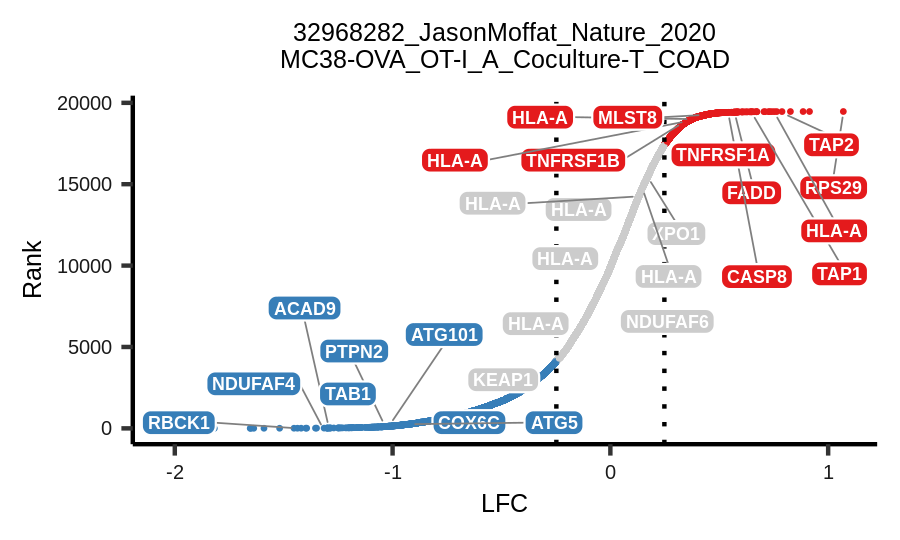 32968282_JasonMoffat_Nature_2020
MC38-OVA_OT-I_A_Coculture-T_COAD
20000
15000
10000
5000
0
Rank
HLA-A
MLST8
HLA-A
TNFRSF1B
TNFRSF1A
TAP2
FADD
RPS29
HLA-A
HLA-A
XPO1
HLA-A
HLA-A
HLA-A
CASP8
TAP1
HLA-A
NDUFAF6
ACAD9
ATG101
PTPN2
KEAP1
NDUFAF4
TAB1
RBCK1
COX6C
ATG5
-2
-1
0
1
LFC